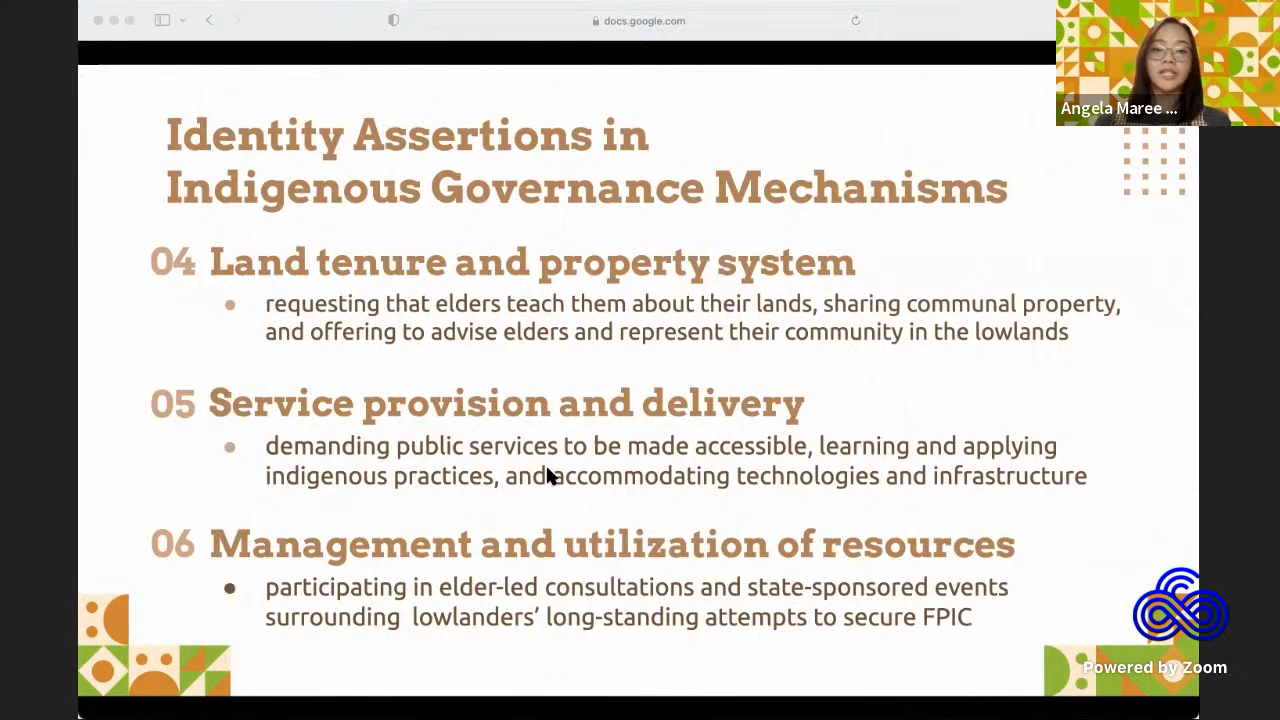 docs.google.com
Angela Maree ...
Identity Assertions in
Indigenous Governance Mechanisms
04 Land tenure and property system
requesting that elders teach them about their lands, sharing communal property,
and offering to advise elders and represent their community in the lowlands
05 Service provision and delivery
demanding public services to be made accessible, learning and applying
indigenous practices, and accommodating technologies and infrastructure
06 Management and utilization of resources
participating in elder-led consultations and state-sponsored events
surrounding lowlanders’ long-standing attempts to secure FPIC
Powered by Zoom